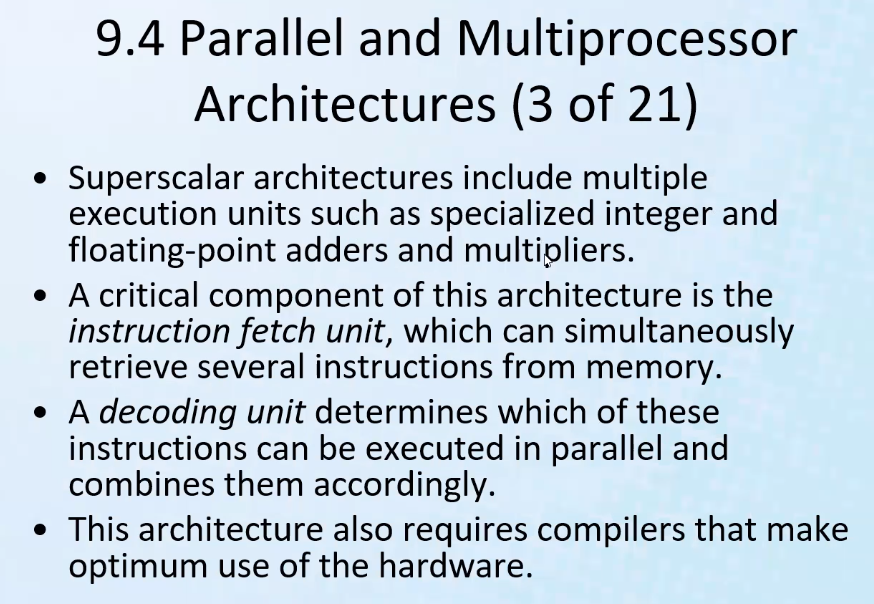 9.4 Parallel and Multiprocessor
Architectures (3 of 21)
• Superscalar architectures include multiple
execution units such as specialized integer and
floating-point adders and multipliers.
• A critical component of this architecture is the
instruction fetch unit, which can simultaneously
retrieve several instructions from memory.
• A decoding unit determines which of these
instructions can be executed in parallel and
combines them accordingly.
• This architecture also requires compilers that make
optimum use of the hardware.